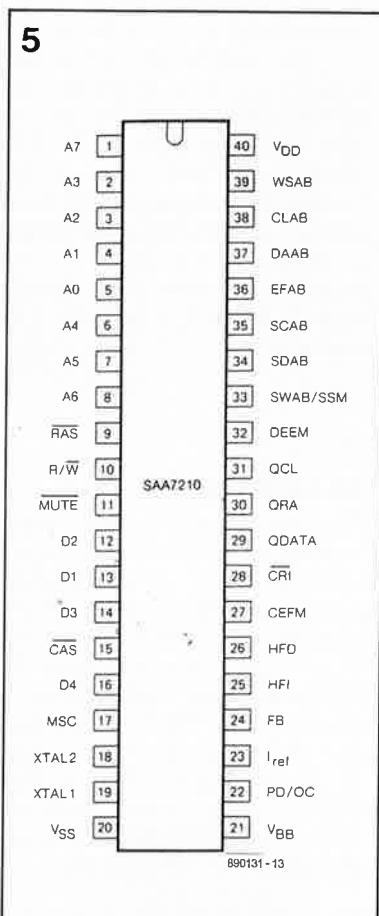 5
A7 1 40 VDD
A3 2 39 WSAB
A2 3 38 CLAB
A1 4 37 DAAB
A0 5 36 EFAB
A4 6 35 SCAB
A5 7 34 SDAB
A6 8 33 SWAB/SSM
R̅A̅S̅ 9 32 DEEM
R/W̅ 10 31 QCL
SAA7210
M̅U̅T̅E̅ 11 30 QRA
D2 12 29 QDATA
D1 13 28 C̅R̅I̅
D3 14 27 CEFM
C̅A̅S̅ 15 26 HFD
D4 16 25 HFI
MSC 17 24 FB
XTAL2 18 23 Iref
XTAL1 19 22 PD/OC
VSS 20 21 VBB
890131-13